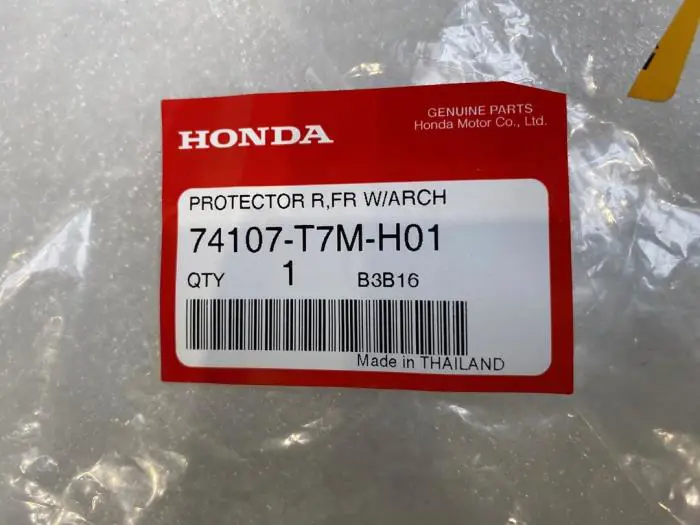 GENUINE PARTS
HONDA
Honda Motor Co., Ltd.
PROTECTOR R,FR W/ARCH
74107-T7M-H01
QTY 1 B3B16
Made in THAILAND